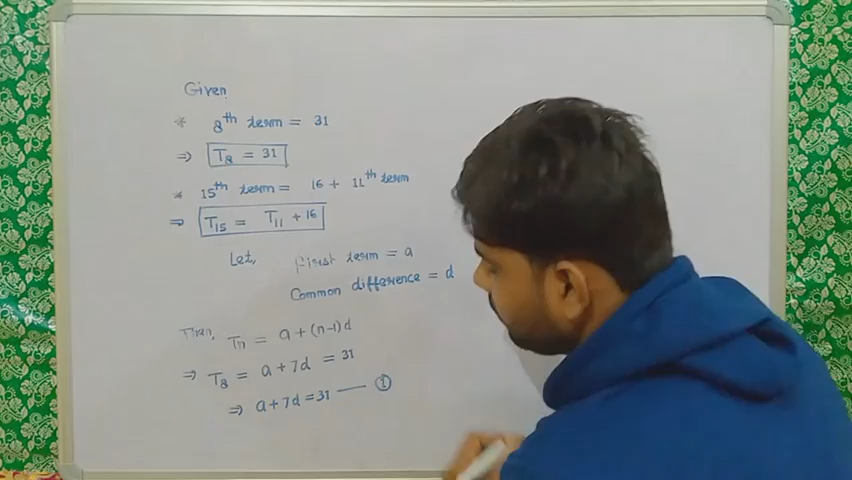 Given
* 8th term = 31
⇒ T8 = 31
* 15th term = 16 + 11th term
⇒ T15 = T11 + 16
Let, First term = a
Common difference = d
Then, Tn = a + (n-1)d
⇒ T8 = a + 7d = 31
⇒ a + 7d = 31 —— ①